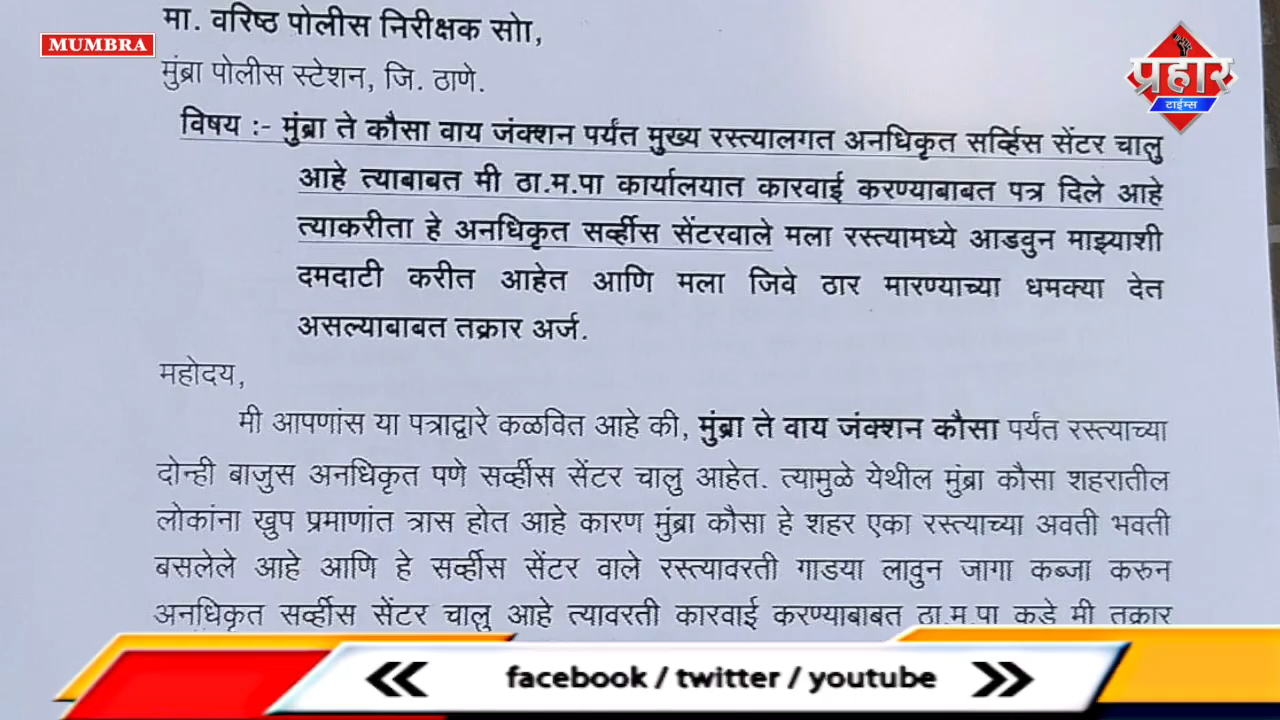 मा. वरिष्ठ पोलीस निरीक्षक सोा,
MUMBRA
प्रहार
टाईम्स
मुंब्रा पोलीस स्टेशन, जि. ठाणे.
विषय :- मुंब्रा ते कौसा वाय जंक्शन पर्यंत मुख्य रस्त्यालगत अनधिकृत सर्व्हिस सेंटर चालु
आहे त्याबाबत मी ठा.म.पा कार्यालयात कारवाई करण्याबाबत पत्र दिले आहे
त्याकरीता हे अनधिकृत सर्व्हीस सेंटरवाले मला रस्त्यामध्ये आडवुन माझ्याशी
दमदाटी करीत आहेत आणि मला जिवे ठार मारण्याच्या धमक्या देत
असल्याबाबत तक्रार अर्ज.
महोदय,
मी आपणांस या पत्राद्वारे कळवित आहे की, मुंब्रा ते वाय जंक्शन कौसा पर्यंत रस्त्याच्या
दोन्ही बाजुस अनधिकृत पणे सर्व्हीस सेंटर चालु आहेत. त्यामुळे येथील मुंब्रा कौसा शहरातील
लोकांना खुप प्रमाणांत त्रास होत आहे कारण मुंब्रा कौसा हे शहर एका रस्त्याच्या अवती भवती
बसलेले आहे आणि हे सर्व्हीस सेंटर वाले रस्त्यावरती गाडया लावुन जागा कब्जा करुन
अनधिकृत सर्व्हीस सेंटर चालु आहे त्यावरती कारवाई करण्याबाबत ठा.म.पा कडे मी तक्रार
facebook / twitter / youtube